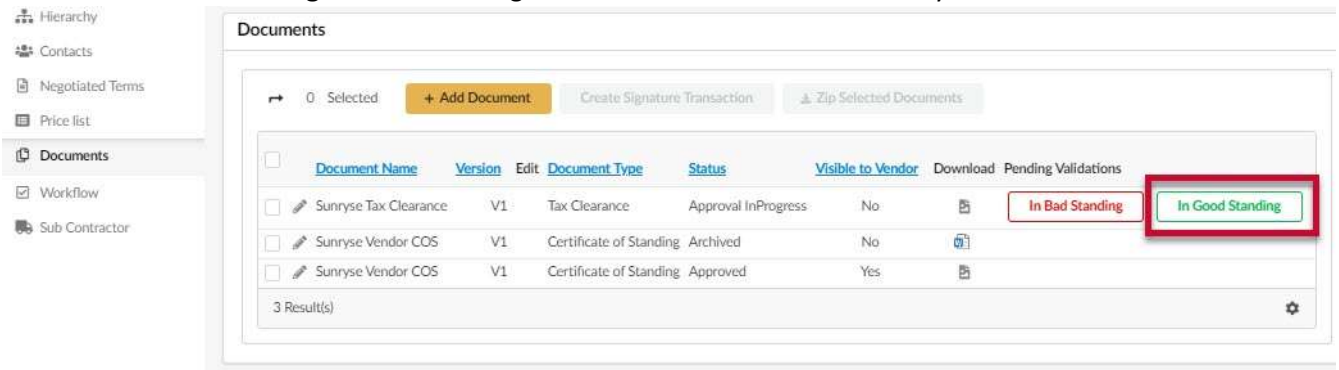 Hierarchy
Contacts
Negotiated Terms
Price list
Documents
Workflow
Sub Contractor
Documents
0 Selected + Add Document Create Signature Transaction Zip Selected Documents
Document Name Version Edit Document Type Status Visible to Vendor Download Pending Validations
Sunryse Tax Clearance V1 Tax Clearance Approval InProgress No In Bad Standing In Good Standing
Sunryse Vendor COS V1 Certificate of Standing Archived No
Sunryse Vendor COS V1 Certificate of Standing Approved Yes
3 Result(s)